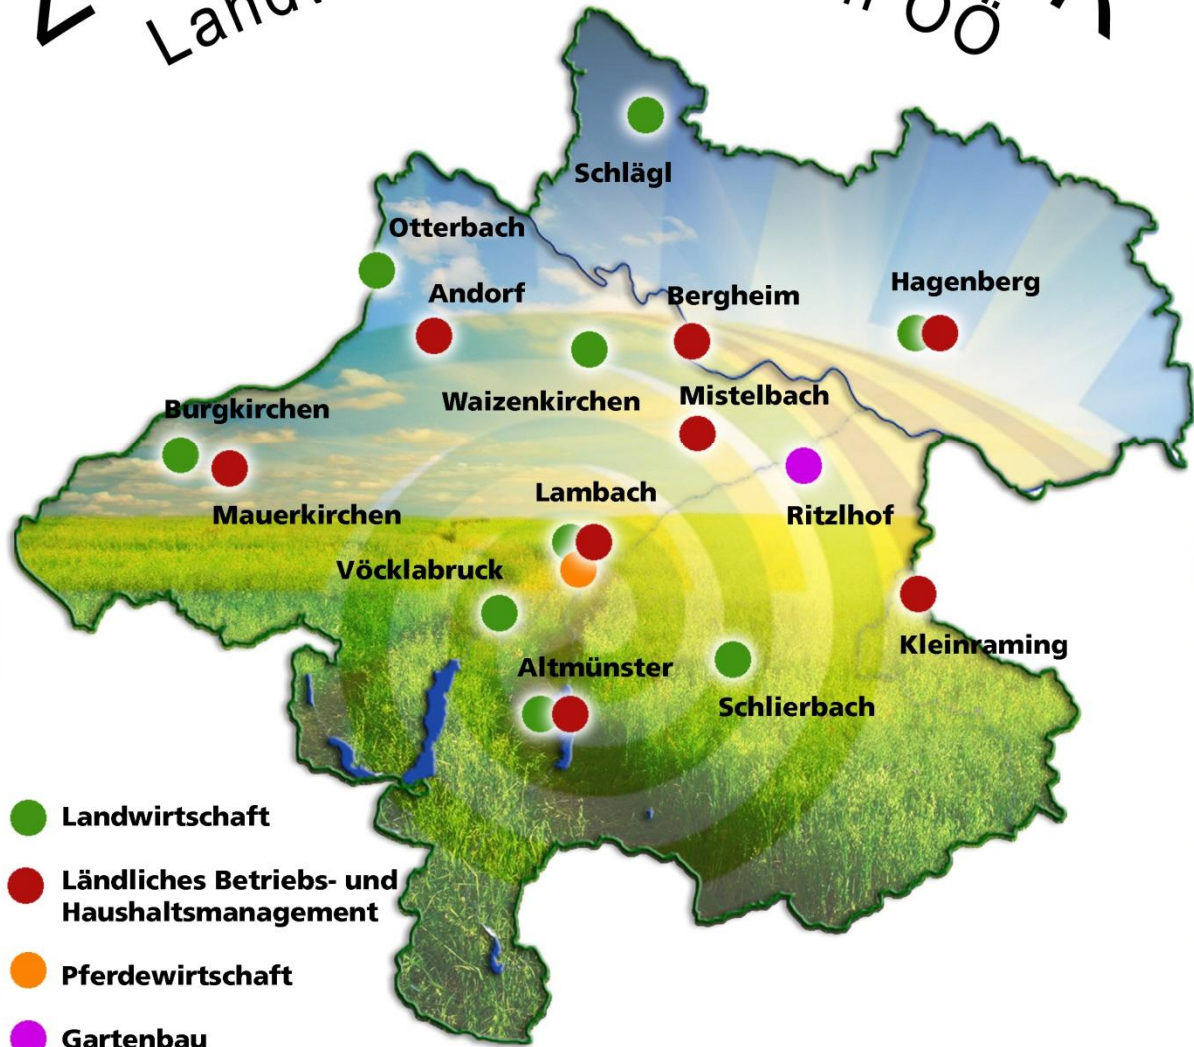 OÖ
Schlägl
Otterbach
Andorf
Bergheim
Hagenberg
Waizenkirchen
Mistelbach
Burgkirchen
Mauerkirchen
Lambach
Ritzlhof
Vöcklabruck
Kleinraming
Altmünster
Schlierbach
Landwirtschaft
Ländliches Betriebs- und
Haushaltsmanagement
Pferdewirtschaft
Gartenbau